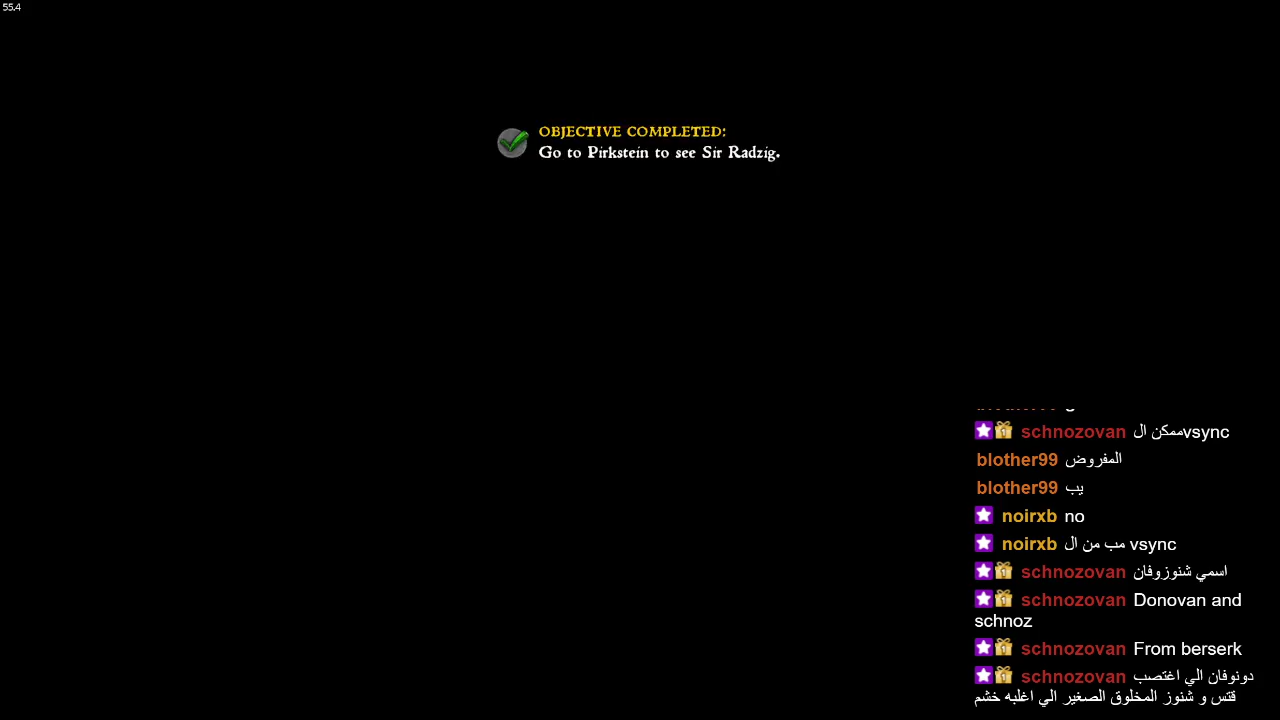 55.4
OBJECTIVE COMPLETED:
Go to Pirkstein to see Sir Radzig.
schnozovan ممكن ال vsync
blother99 المفروض
blother99 يب
noirxb no
noirxb مب من ال vsync
schnozovan اسمي شنوزوفان
schnozovan Donovan and
schnoz
schnozovan From berserk
schnozovan دونوفان الي اغتصب
قتس و شنوز المخلوق الصغير الي اغلبه خشم